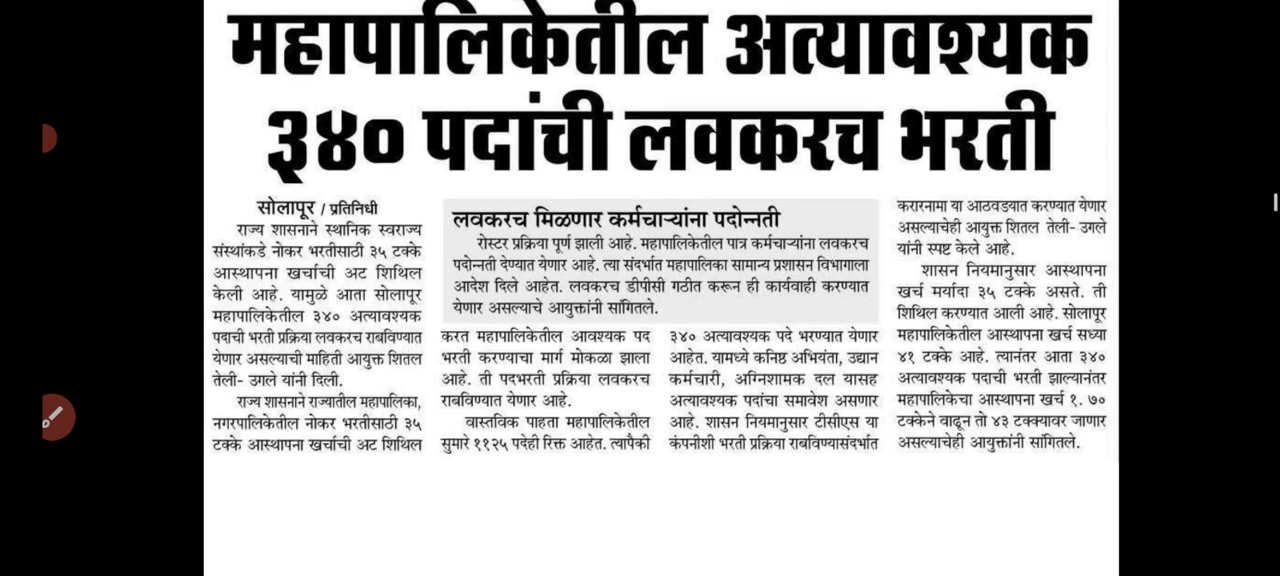 महापालिकेतील अत्यावश्यक
३४० पदांची लवकरच भरती
सोलापूर / प्रतिनिधी
राज्य शासनाने स्थानिक स्वराज्य
संस्थांकडे नोकर भरतीसाठी ३५ टक्के
आस्थापना खर्चाची अट शिथिल
केली आहे. यामुळे आता सोलापूर
महापालिकेतील ३४० अत्यावश्यक
पदाची भरती प्रक्रिया लवकरच राबविण्यात
येणार असल्याची माहिती आयुक्त शितल
तेली- उगले यांनी दिली.
राज्य शासनाने राज्यातील महापालिका,
नगरपालिकेतील नोकर भरतीसाठी ३५
टक्के आस्थापना खर्चाची अट शिथिल
लवकरच मिळणार कर्मचाऱ्यांना पदोन्नती
रोस्टर प्रक्रिया पूर्ण झाली आहे. महापालिकेतील पात्र कर्मचाऱ्यांना लवकरच
पदोन्नती देण्यात येणार आहे. त्या संदर्भात महापालिका सामान्य प्रशासन विभागाला
आदेश दिले आहेत. लवकरच डीपीसी गठीत करून ही कार्यवाही करण्यात
येणार असल्याचे आयुक्तांनी सांगितले.
करत महापालिकेतील आवश्यक पद
भरती करण्याचा मार्ग मोकळा झाला
आहे. ती पदभरती प्रक्रिया लवकरच
राबविण्यात येणार आहे.
वास्तविक पाहता महापालिकेतील
सुमारे ११२५ पदेही रिक्त आहेत. त्यापैकी
३४० अत्यावश्यक पदे भरण्यात येणार
आहेत. यामध्ये कनिष्ठ अभियंता, उद्यान
कर्मचारी, अग्निशामक दल यासह
अत्यावश्यक पदांचा समावेश असणार
आहे. शासन नियमानुसार टीसीएस या
कंपनीशी भरती प्रक्रिया राबविण्यासंदर्भात
करारनामा या आठवडयात करण्यात येणार
असल्याचेही आयुक्त शितल तेली- उगले
यांनी स्पष्ट केले आहे.
शासन नियमानुसार आस्थापना
खर्च मर्यादा ३५ टक्के असते. ती
शिथिल करण्यात आली आहे. सोलापूर
महापालिकेतील आस्थापना खर्च सध्या
४१ टक्के आहे. त्यानंतर आता ३४०
अत्यावश्यक पदाची भरती झाल्यानंतर
महापालिकेचा आस्थापना खर्च १. ७०
टक्केने वाढून तो ४३ टक्क्यावर जाणार
असल्याचेही आयुक्तांनी सांगितले.